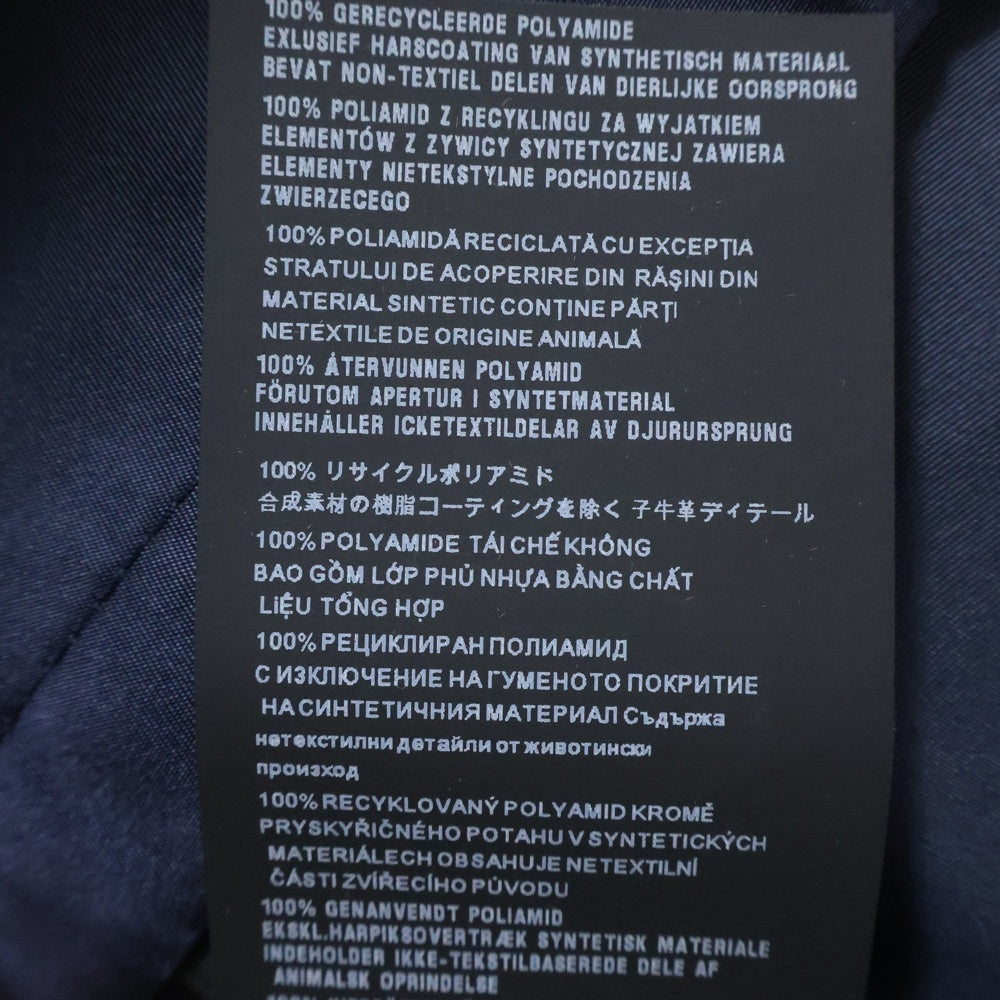 100% GERECYCLEERDE POLYAMIDE
EXLUSIEF HARSCOATING VAN SYNTHETISCH MATERIAAL
BEVAT NON-TEXTIEL DELEN VAN DIERLIJKE OORSPRONG
100% POLIAMID Z RECYKLINGU ZA WYJATKIEM
ELEMENTÓW Z ZYWICY SYNTETYCZNEJ ZAWIERA
ELEMENTY NIETEKSTYLNE POCHODZENIA
ZWIERZECEGO
100% POLIAMIDĂ RECICLATĂ CU EXCEPŢIA
STRATULUI DE ACOPERIRE DIN RĂŞINI DIN
MATERIAL SINTETIC CONŢINE PĂRŢI
NETEXTILE DE ORIGINE ANIMALĂ
100% ÅTERVUNNEN POLYAMID
FÖRUTOM APERTUR I SYNTETMATERIAL
INNEHÅLLER ICKETEXTILDELAR AV DJURURSPRUNG
100% リサイクルポリアミド
合成素材の樹脂コーティングを除く 子牛革ディテール
100% POLYAMIDE TÁI CHẾ KHÔNG
BAO GỒM LỚP PHỦ NHỰA BẰNG CHẤT
LIỆU TỔNG HỢP
100% РЕЦИКЛИРАН ПОЛИАМИД
С ИЗКЛЮЧЕНИЕ НА ГУМЕНОТО ПОКРИТИЕ
НА СИНТЕТИЧНИЯ МАТЕРИАЛ Съдържа
нетекстилни детайли от животински
произход
100% RECYKLOVANÝ POLYAMID KROMĚ
PRYSKYŘIČNÉHO POTAHU V SYNTETICKÝCH
MATERIÁLECH OBSAHUJE NETEXTILNÍ
ČÁSTI ZVÍŘECÍHO PŮVODU
100% GENANVENDT POLIAMID
EKSKL.HARPIKSOVERTRÆK SYNTETISK MATERIALE
INDEHOLDER IKKE-TEKSTILBASEREDE DELE AF
ANIMALSK OPRINDELSE